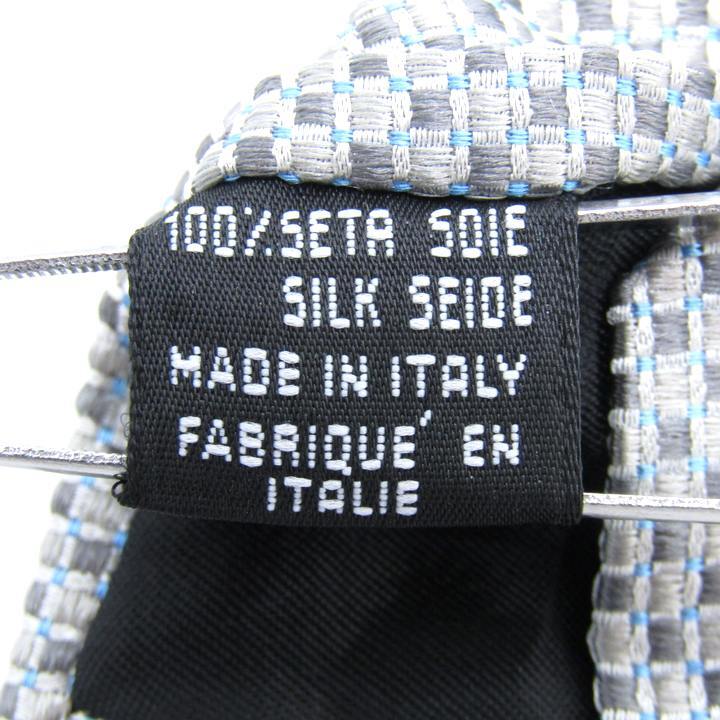 100%SETA SOIE
SILK SEIDE
MADE IN ITALY
FABRIQUE' EN
ITALIE